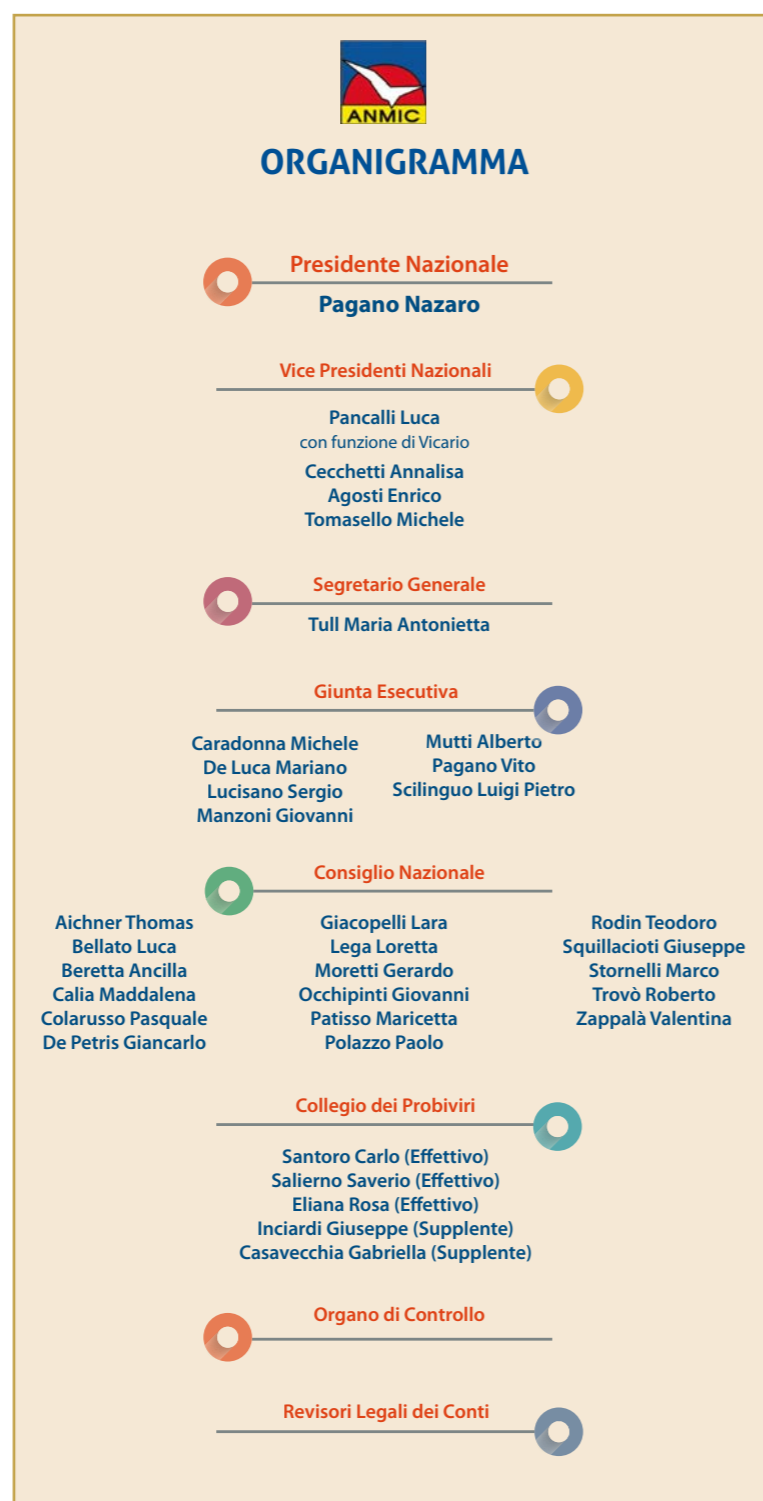 ANMIC
ORGANIGRAMMA
Presidente Nazionale
Pagano Nazaro
Vice Presidenti Nazionali
Pancalli Luca
con funzione di Vicario
Cecchetti Annalisa
Agosti Enrico
Tomasello Michele
Segretario Generale
Tull Maria Antonietta
Giunta Esecutiva
Caradonna Michele
De Luca Mariano
Lucisano Sergio
Manzoni Giovanni
Mutti Alberto
Pagano Vito
Scilinguo Luigi Pietro
Consiglio Nazionale
Aichner Thomas
Bellato Luca
Beretta Ancilla
Calia Maddalena
Colarusso Pasquale
De Petris Giancarlo
Giacopelli Lara
Lega Loretta
Moretti Gerardo
Occhipinti Giovanni
Patisso Maricetta
Polazzo Paolo
Rodin Teodoro
Squillacioti Giuseppe
Stornelli Marco
Trovò Roberto
Zappalà Valentina
Collegio dei Probiviri
Santoro Carlo (Effettivo)
Salierno Saverio (Effettivo)
Eliana Rosa (Effettivo)
Inciardi Giuseppe (Supplente)
Casavecchia Gabriella (Supplente)
Organo di Controllo
Revisori Legali dei Conti